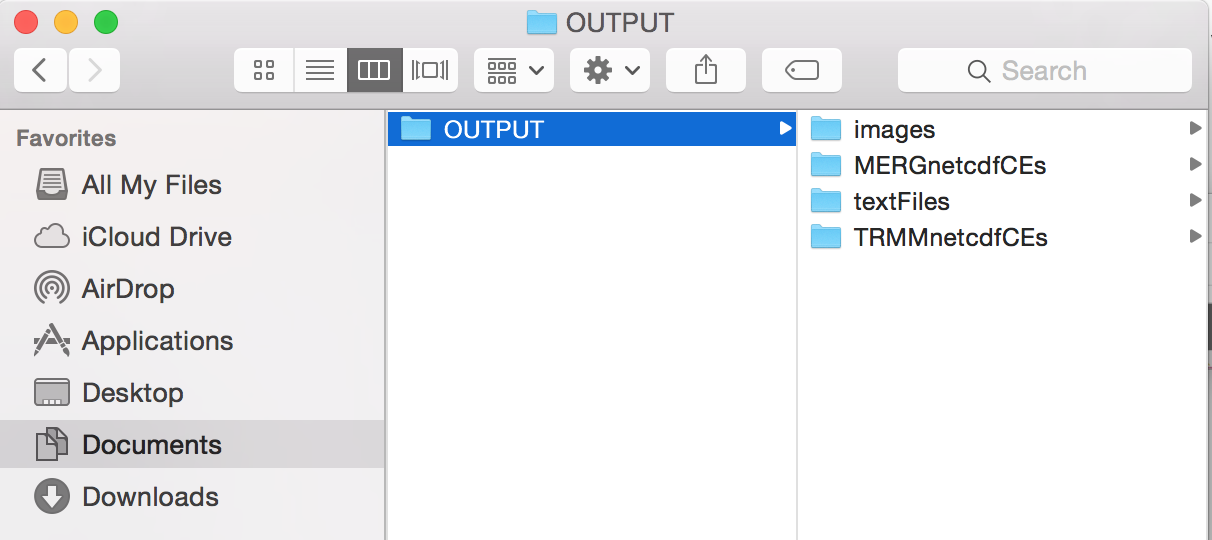 OUTPUT
Search
Favorites
All My Files
iCloud Drive
AirDrop
Applications
Desktop
Documents
Downloads
OUTPUT
images
MERGnetcdfCEs
textFiles
TRMMnetcdfCEs